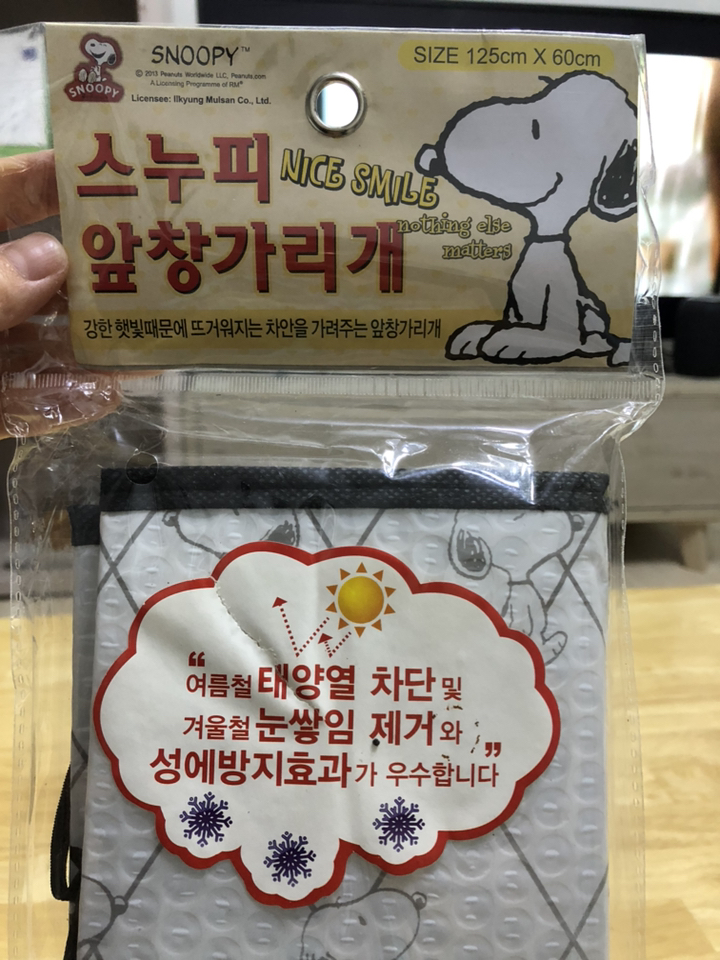 SNOOPY™
© 2013 Peanuts Worldwide LLC, Peanuts.com
A Licensing Programme of RM®
Licensee: Ilkyung Mulsan Co., Ltd.
SNOOPY
SIZE 125cm X 60cm
스누피
NICE SMILE
nothing else
matters
앞창가리개
강한 햇빛때문에 뜨거워지는 차안을 가려주는 앞창가리개
“여름철 태양열 차단 및
겨울철 눈쌓임 제거와
성에방지효과가 우수합니다”